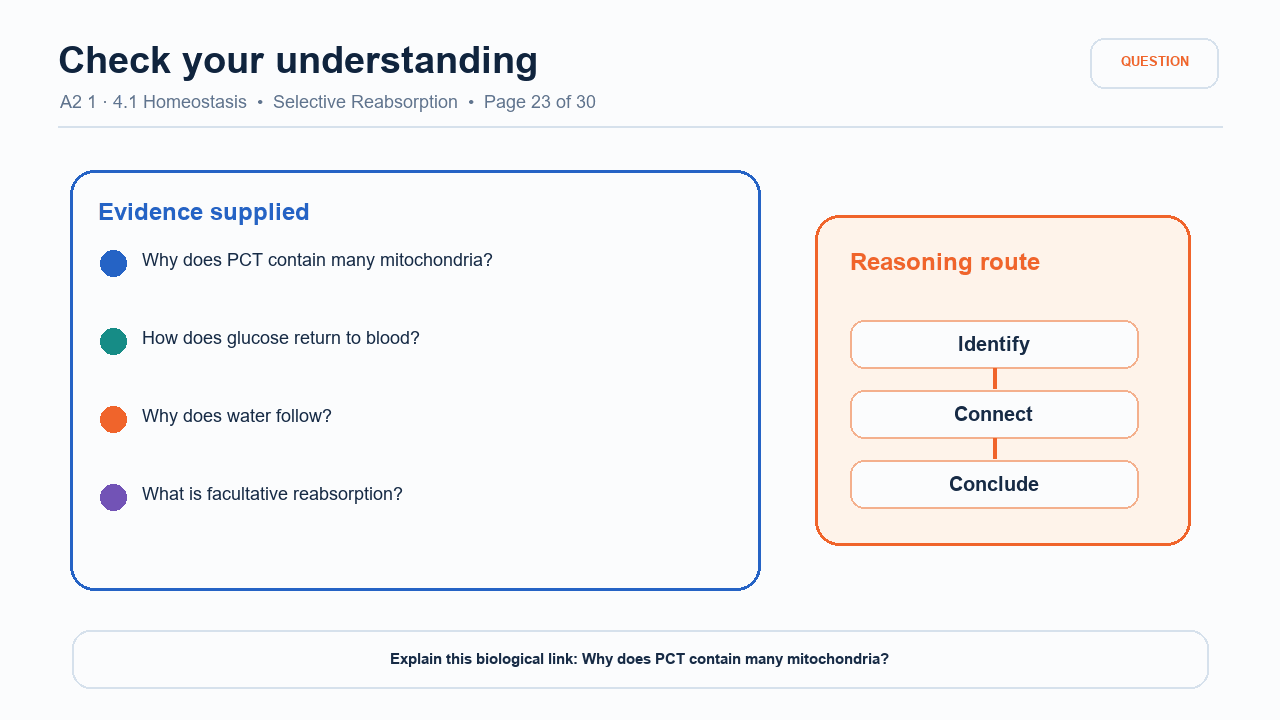 Check your understanding
QUESTION
A2 1 · 4.1 Homeostasis • Selective Reabsorption • Page 23 of 30
Evidence supplied
Why does PCT contain many mitochondria?
How does glucose return to blood?
Why does water follow?
What is facultative reabsorption?
Reasoning route
Identify
Connect
Conclude
Explain this biological link: Why does PCT contain many mitochondria?